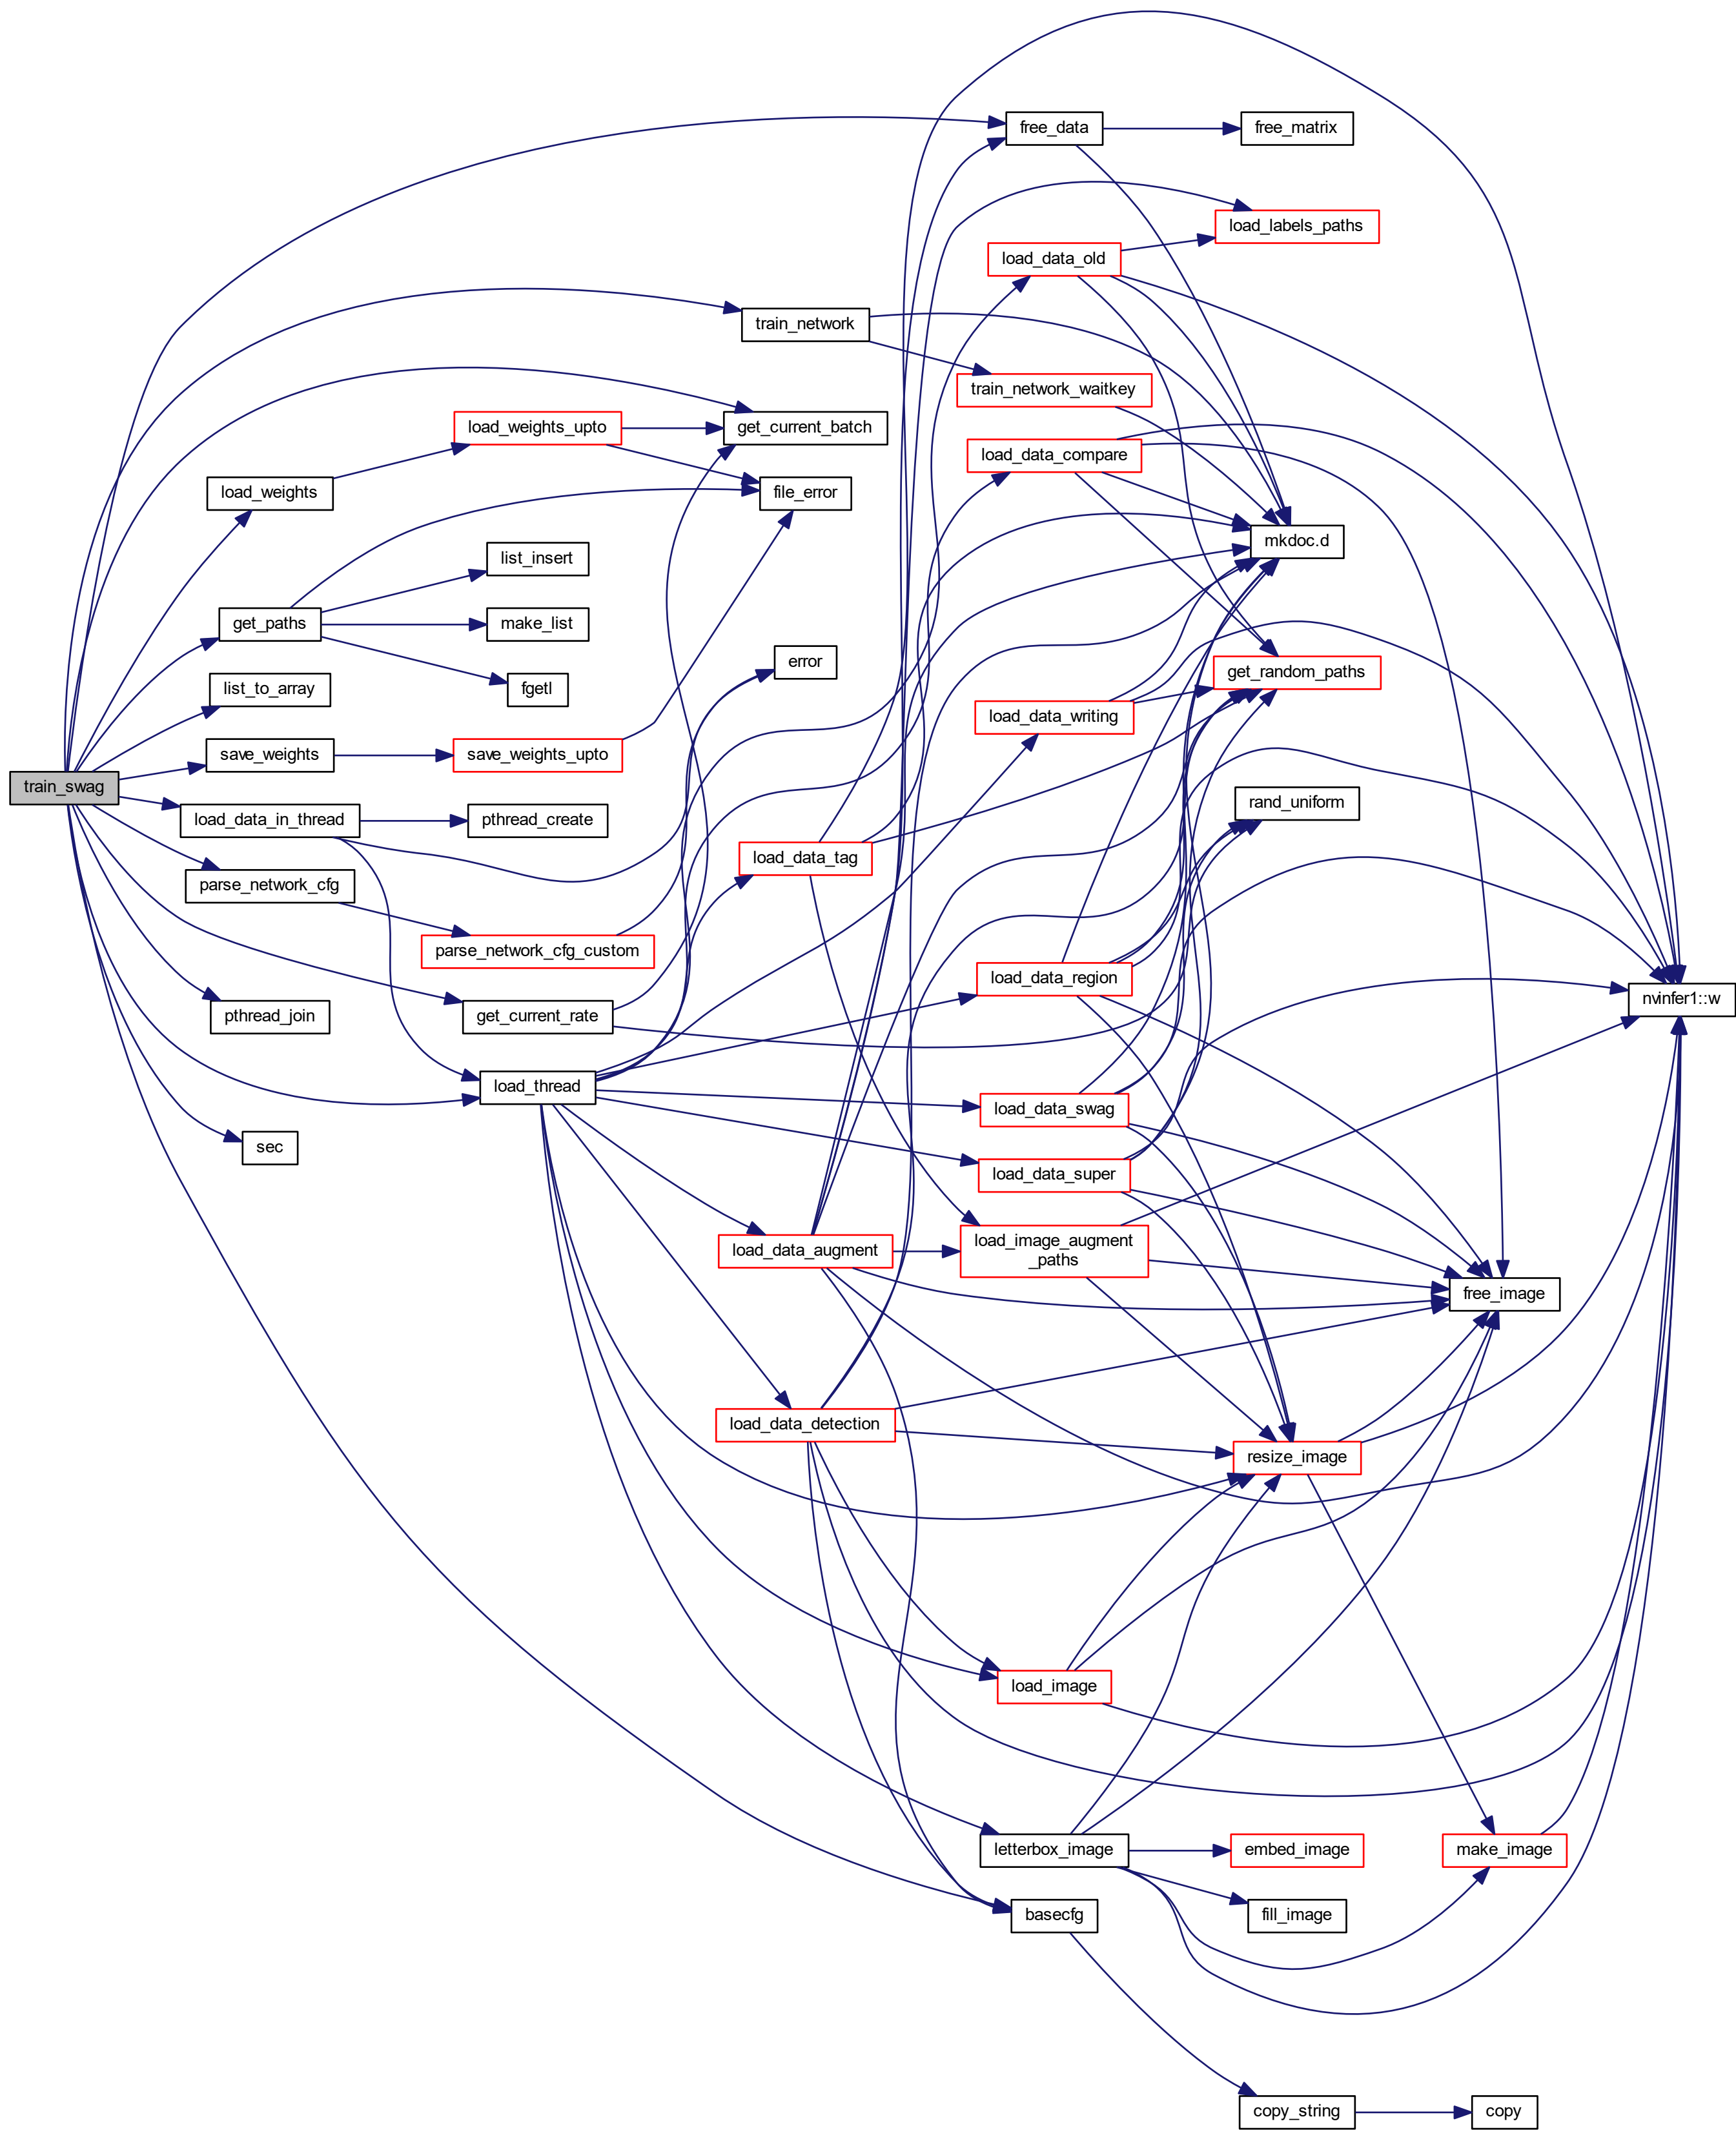 free_data
free_matrix
load_labels_paths
load_data_old
train_network
train_network_waitkey
load_weights_upto
get_current_batch
load_data_compare
load_weights
file_error
mkdoc.d
list_insert
get_paths
make_list
error
get_random_paths
list_to_array
fgetl
load_data_writing
save_weights
save_weights_upto
train_swag
rand_uniform
load_data_in_thread
pthread_create
load_data_tag
parse_network_cfg
parse_network_cfg_custom
load_data_region
nvinfer1::w
pthread_join
get_current_rate
load_thread
load_data_swag
sec
load_data_super
load_data_augment
load_image_augment
_paths
free_image
load_data_detection
resize_image
load_image
letterbox_image
embed_image
make_image
basecfg
fill_image
copy_string
copy